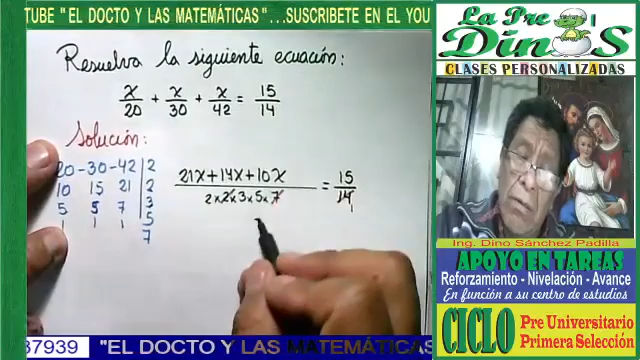 TUBE "EL DOCTO Y LAS MATEMÁTICAS"...SUSCRIBETE EN EL YOU
La Pre
DinoS
CLASES PERSONALIZADAS
Resuelva la siguiente ecuación:
x/20 + x/30 + x/42 = 15/14
Solución:
20-30-42 | 2
10 15 21 | 2
5 5 7 | 3
1 1 1 | 5
7
21x+14x+10x / 2x2x3x5x7 = 15/14
1
Ing. Dino Sánchez Padilla
APOYO EN TAREAS
Reforzamiento - Nivelación - Avance
En función a su centro de estudios
CICLO Pre Universitario
Primera Selección
37939 "EL DOCTO Y LAS MATEMÁTICAS